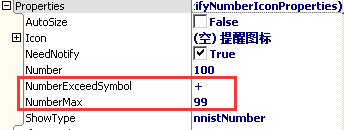 Properties ifyNumberIconProperties)
AutoSize False
Icon (空) 提醒图标
NeedNotify True
Number 100
NumberExceedSymbol +
NumberMax 99
ShowType nnistNumber